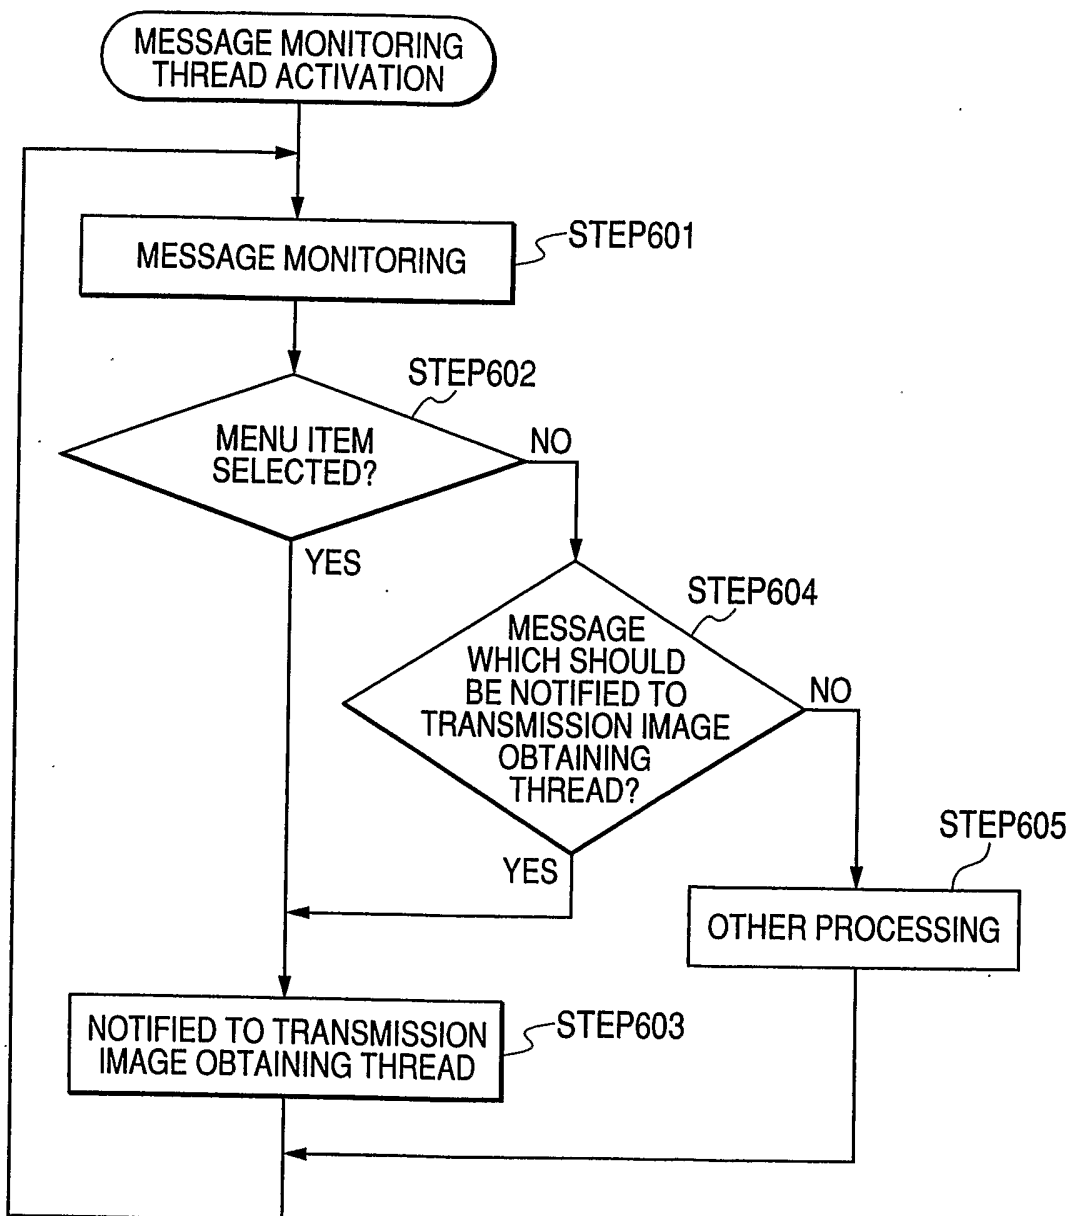 MESSAGE MONITORING
THREAD ACTIVATION
MESSAGE MONITORING
STEP601
STEP602
MENU ITEM
SELECTED?
NO
YES
STEP604
MESSAGE
WHICH SHOULD
BE NOTIFIED TO
TRANSMISSION IMAGE
OBTAINING
THREAD?
NO
YES
STEP605
OTHER PROCESSING
NOTIFIED TO TRANSMISSION
IMAGE OBTAINING THREAD
STEP603